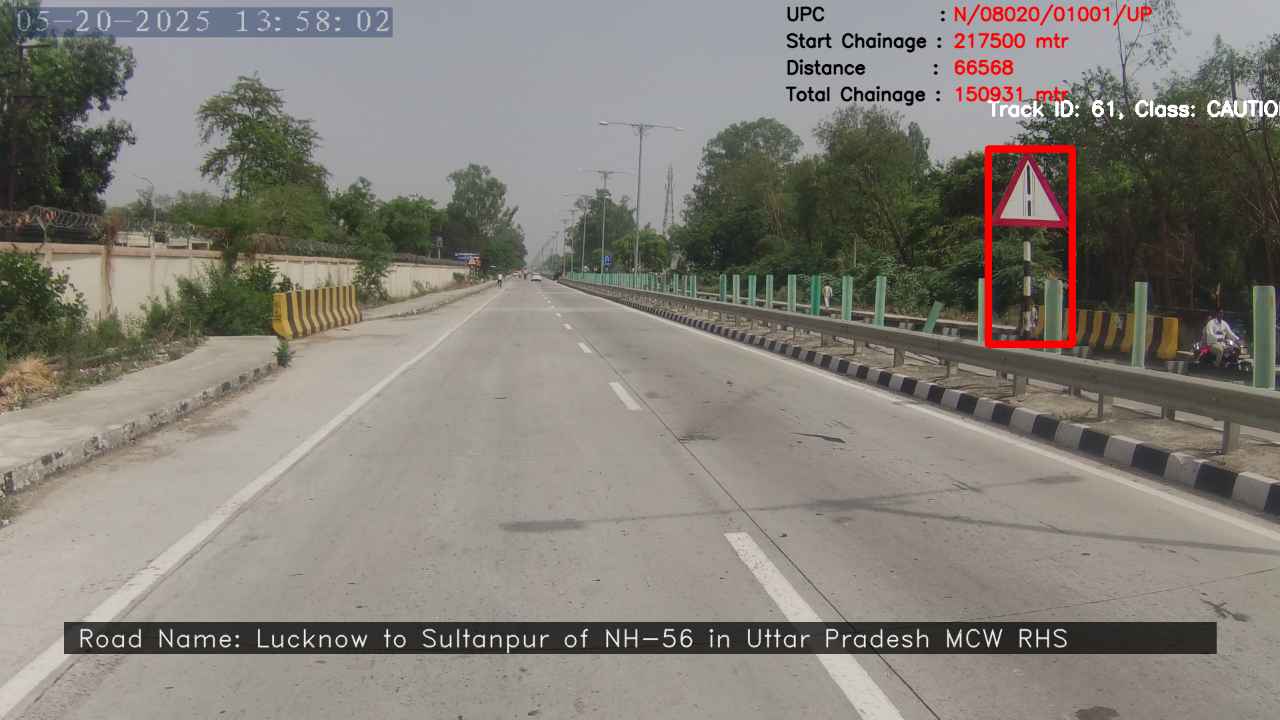 05-20-2025 13:58:02
UPC : N/08020/01001/UP
Start Chainage : 217500 mtr
Distance : 66568
Total Chainage : 150931 mtr
Track ID: 61, Class: CAUTIO
Road Name: Lucknow to Sultanpur of NH-56 in Uttar Pradesh MCW RHS